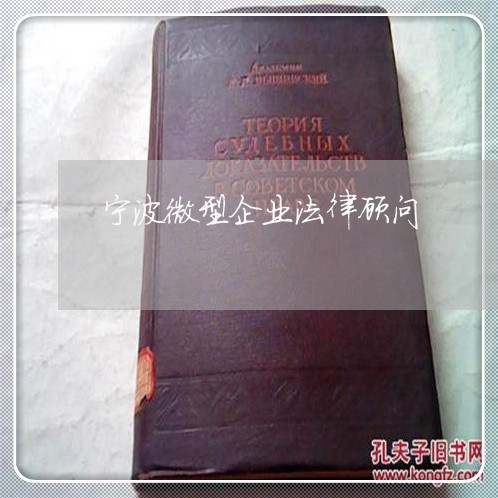 Академик
А. Я. ВЫШИНСКИЙ
ТЕОРИЯ
СУДЕБНЫХ
ДОКАЗАТЕЛЬСТВ
В СОВЕТСКОМ
宁波微型企业法律顾问
孔夫子旧书网
www.kongfz.com